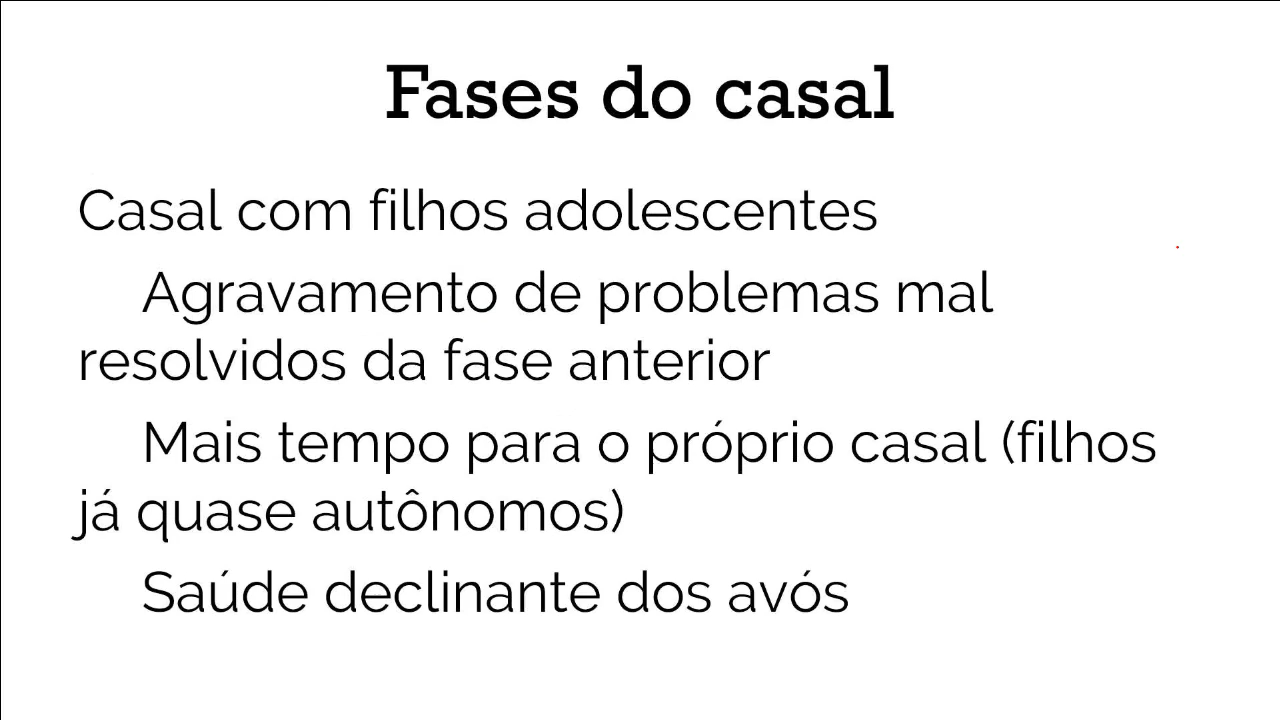 Fases do casal
Casal com filhos adolescentes
Agravamento de problemas mal
resolvidos da fase anterior
Mais tempo para o próprio casal (filhos
já quase autônomos)
Saúde declinante dos avós